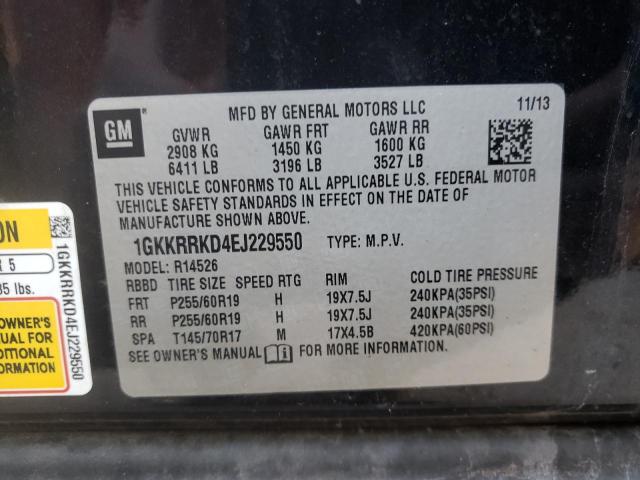 GM
MFD BY GENERAL MOTORS LLC 11/13
GVWR GAWR FRT GAWR RR
2908 KG 1450 KG 1600 KG
6411 LB 3196 LB 3527 LB
THIS VEHICLE CONFORMS TO ALL APPLICABLE U.S. FEDERAL MOTOR
VEHICLE SAFETY STANDARDS IN EFFECT ON THE DATE OF
MANUFACTURE SHOWN ABOVE.
1GKKRRKD4EJ229550 TYPE: M.P.V.
MODEL: R14526
RBBD TIRE SIZE SPEED RTG RIM COLD TIRE PRESSURE
FRT P255/60R19 H 19X7.5J 240KPA(35PSI)
RR P255/60R19 H 19X7.5J 240KPA(35PSI)
SPA T145/70R17 M 17X4.5B 420KPA(60PSI)
SEE OWNER'S MANUAL FOR MORE INFORMATION.
ON
R 5
35 lbs.
OWNER'S
MANUAL FOR
DITIONAL
ORMATION
1GKKRRKD4EJ229550